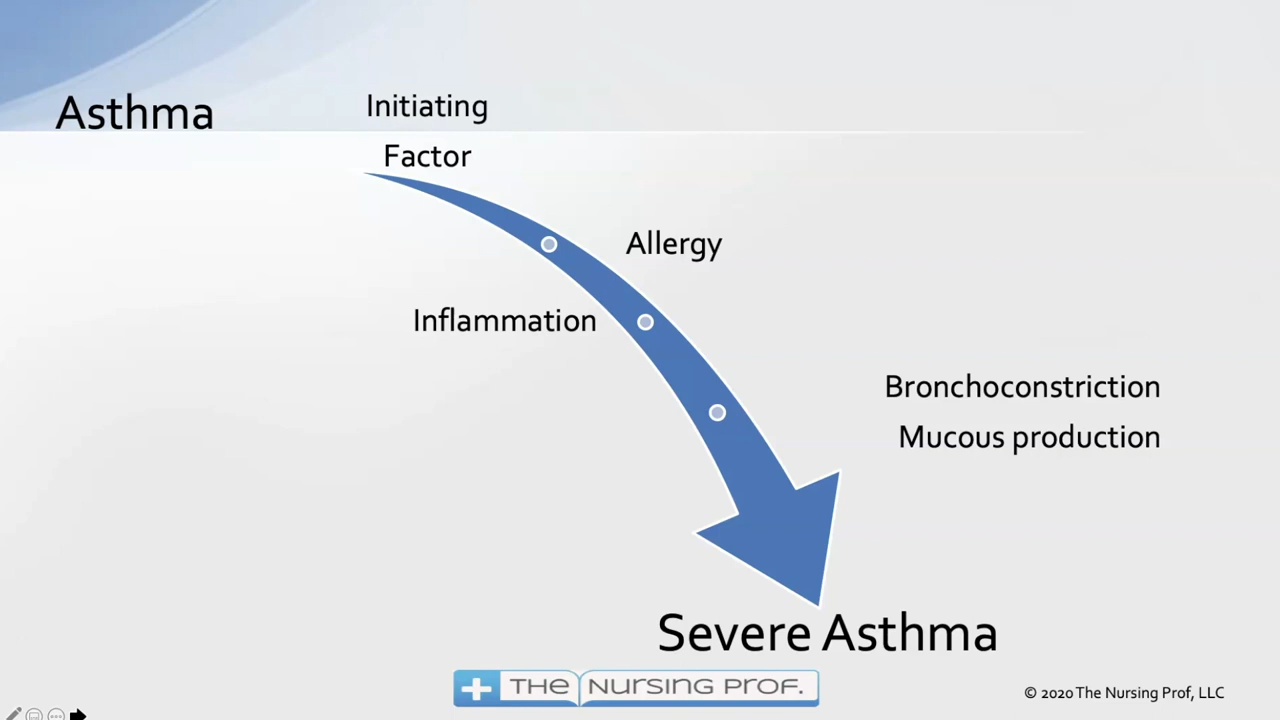 Asthma
Initiating
Factor
Allergy
Inflammation
Bronchoconstriction
Mucous production
Severe Asthma
THE NURSING PROF.
© 2020 The Nursing Prof, LLC